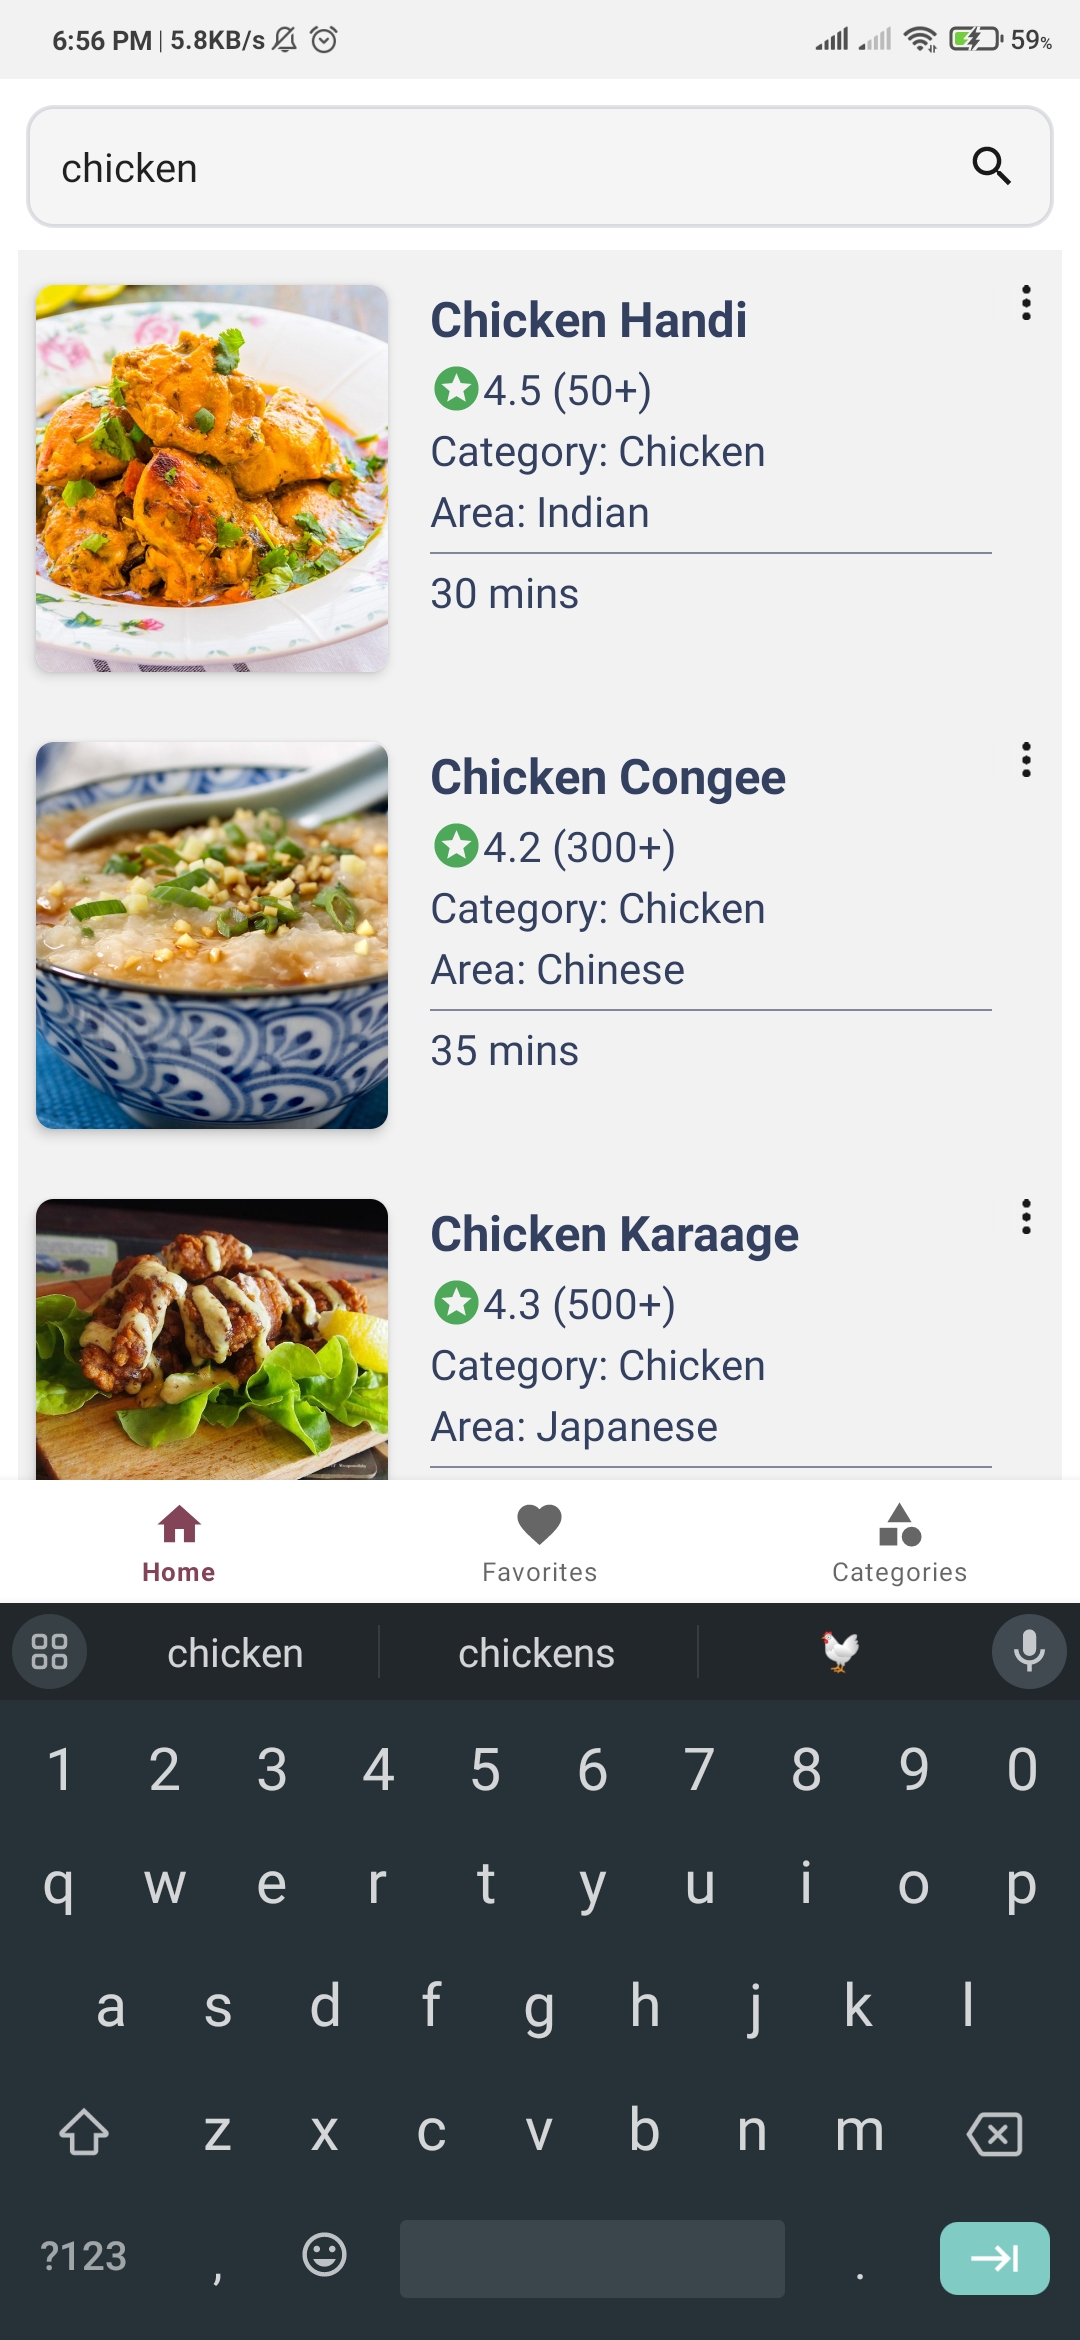 6:56 PM | 5.8KB/s
59%
chicken
Chicken Handi
4.5 (50+)
Category: Chicken
Area: Indian
30 mins
Chicken Congee
4.2 (300+)
Category: Chicken
Area: Chinese
35 mins
Chicken Karaage
4.3 (500+)
Category: Chicken
Area: Japanese
Home Favorites Categories
chicken chickens
1 2 3 4 5 6 7 8 9 0
q w e r t y u i o p
a s d f g h j k l
z x c v b n m
?123 , .